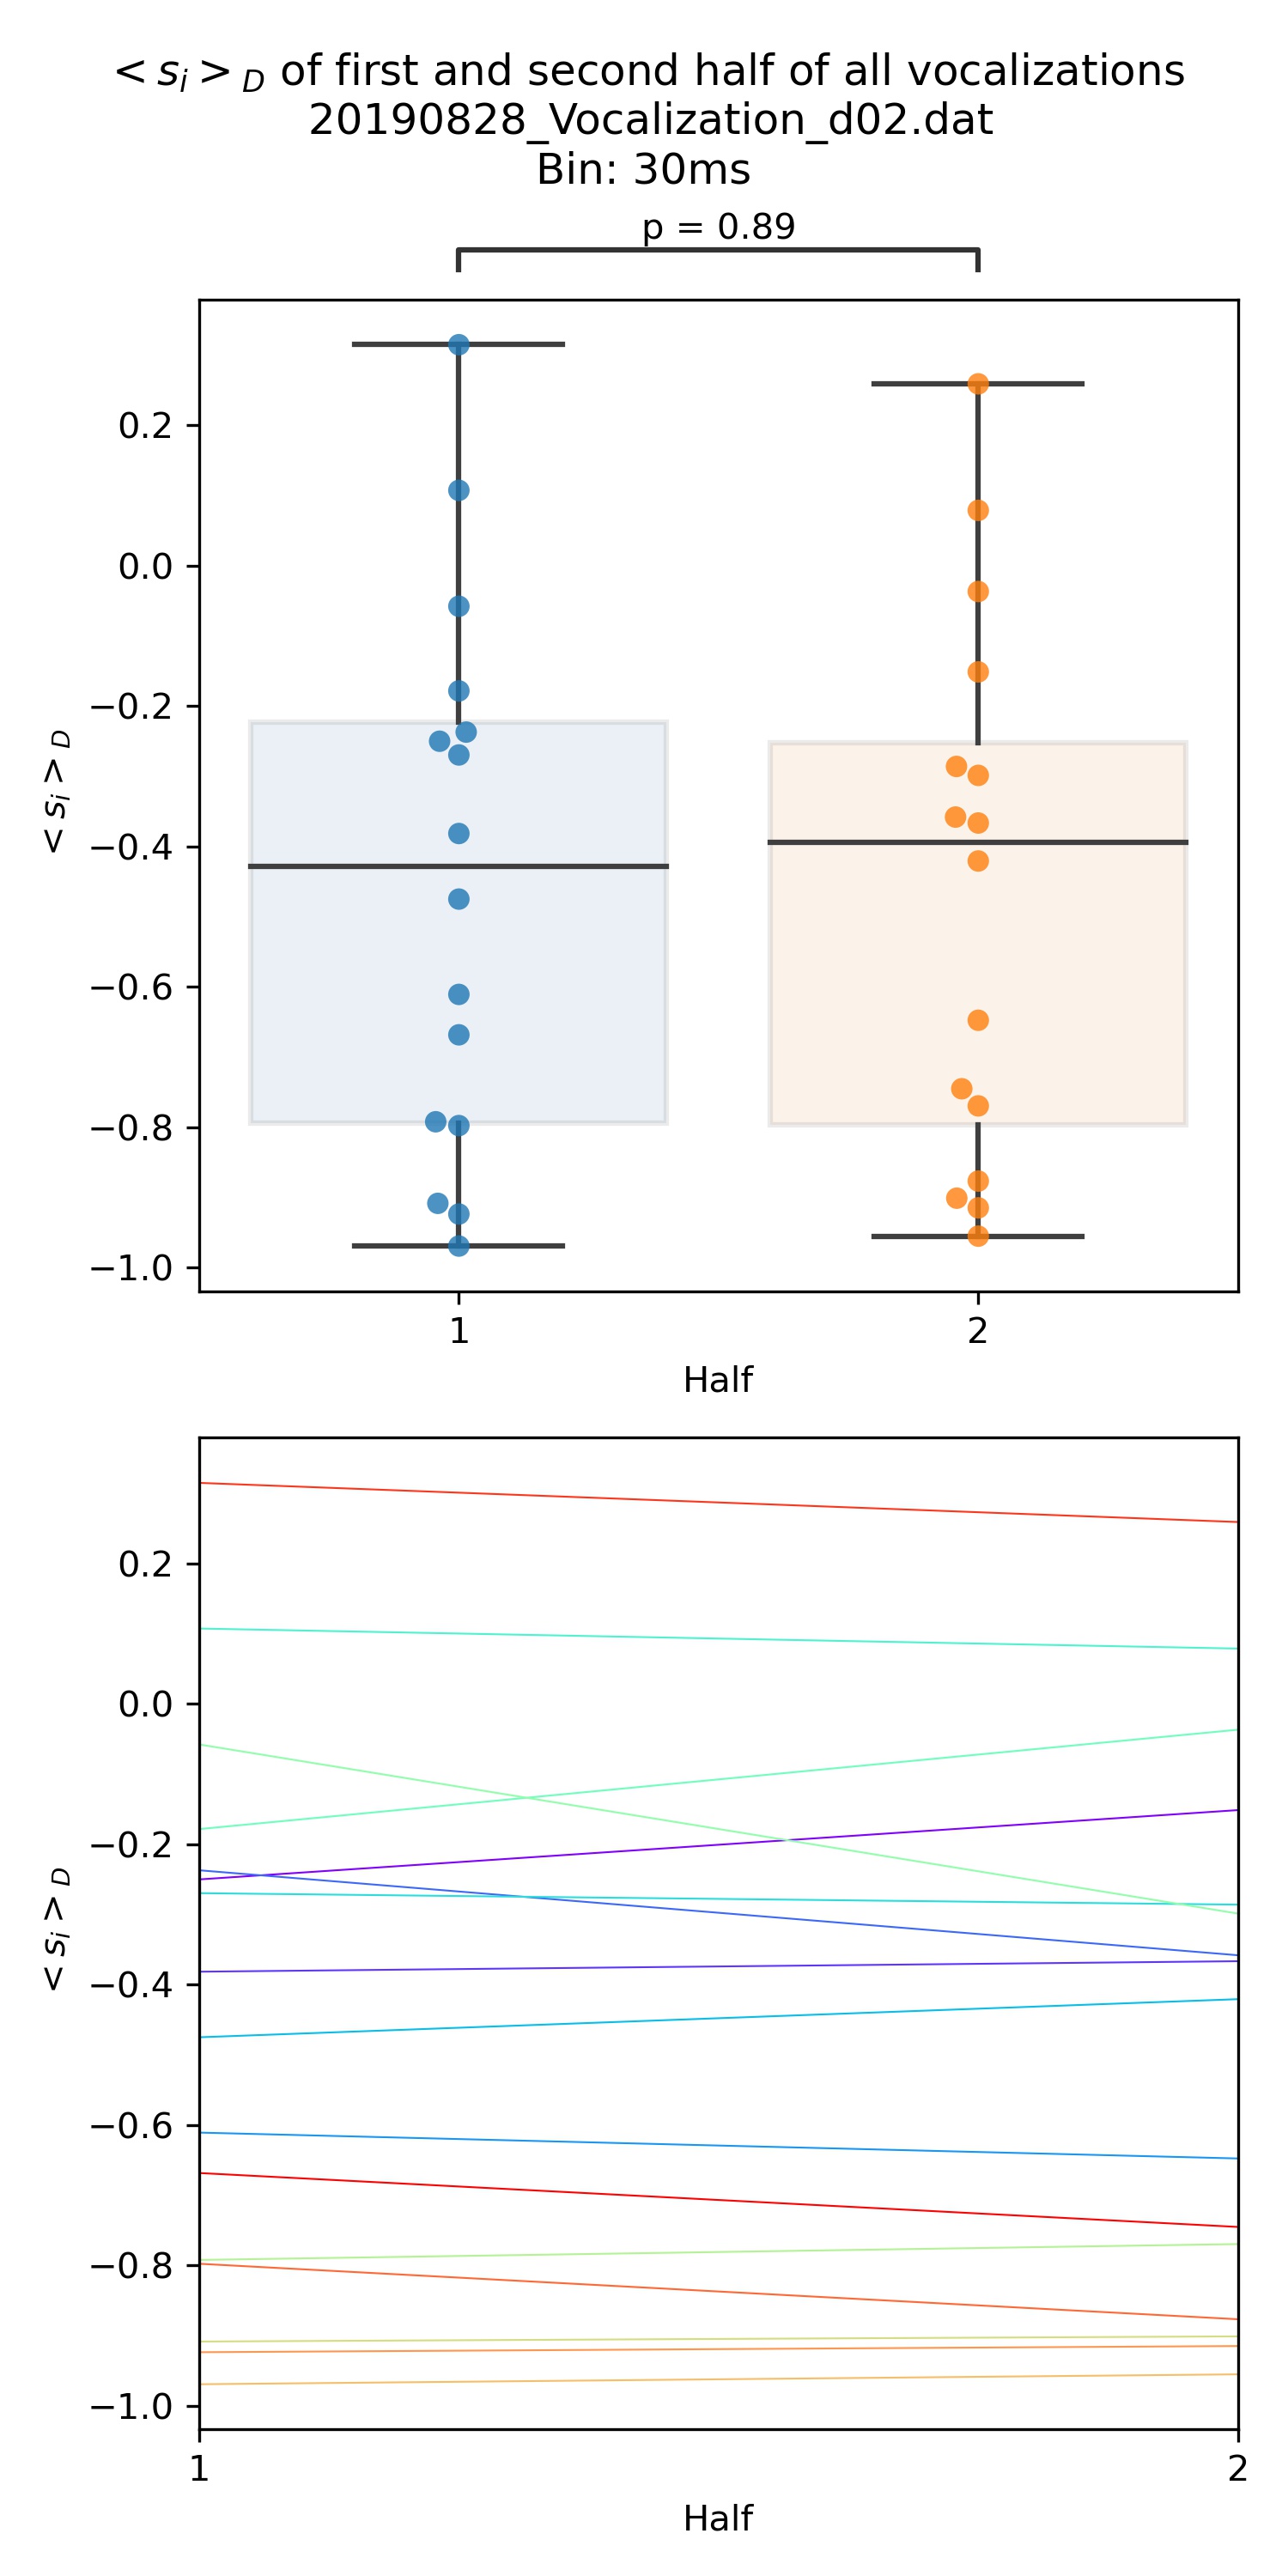 < s_i >_D of first and second half of all vocalizations
20190828_Vocalization_d02.dat
Bin: 30ms
p = 0.89
0.2
0.0
−0.2
−0.4
−0.6
−0.8
−1.0
< s_i >_D
1 2
Half
0.2
0.0
−0.2
−0.4
−0.6
−0.8
−1.0
< s_i >_D
1 2
Half